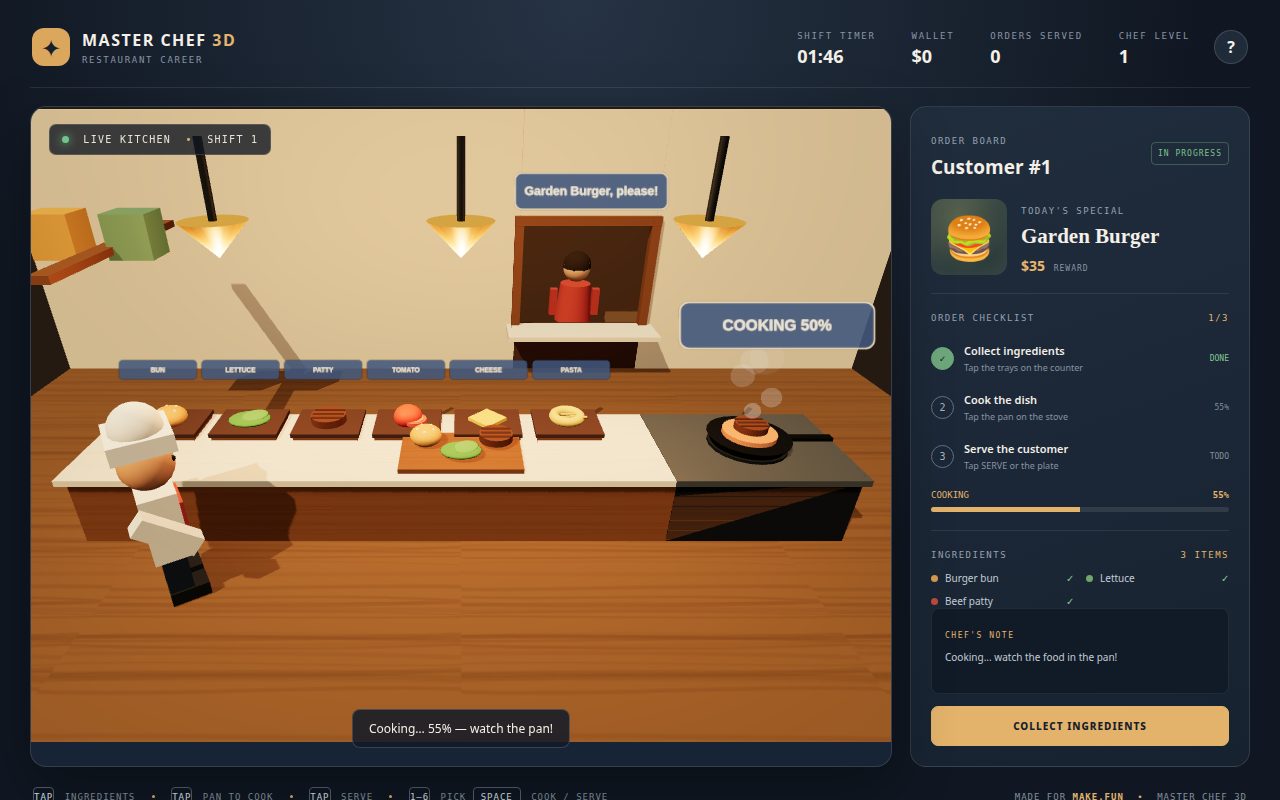 MASTER CHEF 3D
RESTAURANT CAREER
SHIFT TIMER
01:46
WALLET
$0
ORDERS SERVED
0
CHEF LEVEL
1
?
LIVE KITCHEN • SHIFT 1
Garden Burger, please!
COOKING 50%
BUN
LETTUCE
PATTY
TOMATO
CHEESE
PASTA
Cooking… 55% — watch the pan!
ORDER BOARD
Customer #1
IN PROGRESS
TODAY'S SPECIAL
Garden Burger
$35 REWARD
ORDER CHECKLIST 1/3
✓ Collect ingredients DONE
Tap the trays on the counter
2 Cook the dish 55%
Tap the pan on the stove
3 Serve the customer TODO
Tap SERVE or the plate
COOKING 55%
INGREDIENTS 3 ITEMS
Burger bun ✓ Lettuce ✓
Beef patty ✓
CHEF'S NOTE
Cooking… watch the food in the pan!
COLLECT INGREDIENTS
TAP INGREDIENTS • TAP PAN TO COOK • TAP SERVE • 1–6 PICK SPACE COOK / SERVE
MADE FOR MAKE.FUN • MASTER CHEF 3D